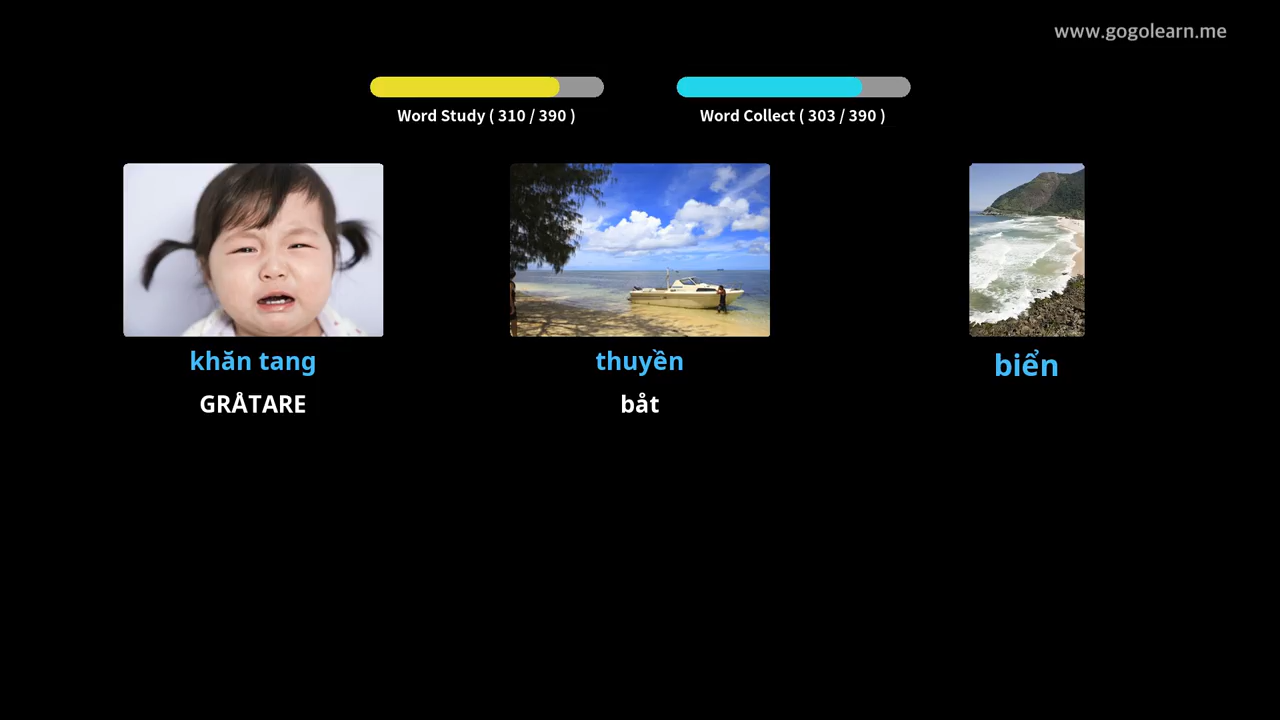 www.gogolearn.me
Word Study ( 310 / 390 )
Word Collect ( 303 / 390 )
khăn tang
GRÅTARE
thuyền
båt
biển